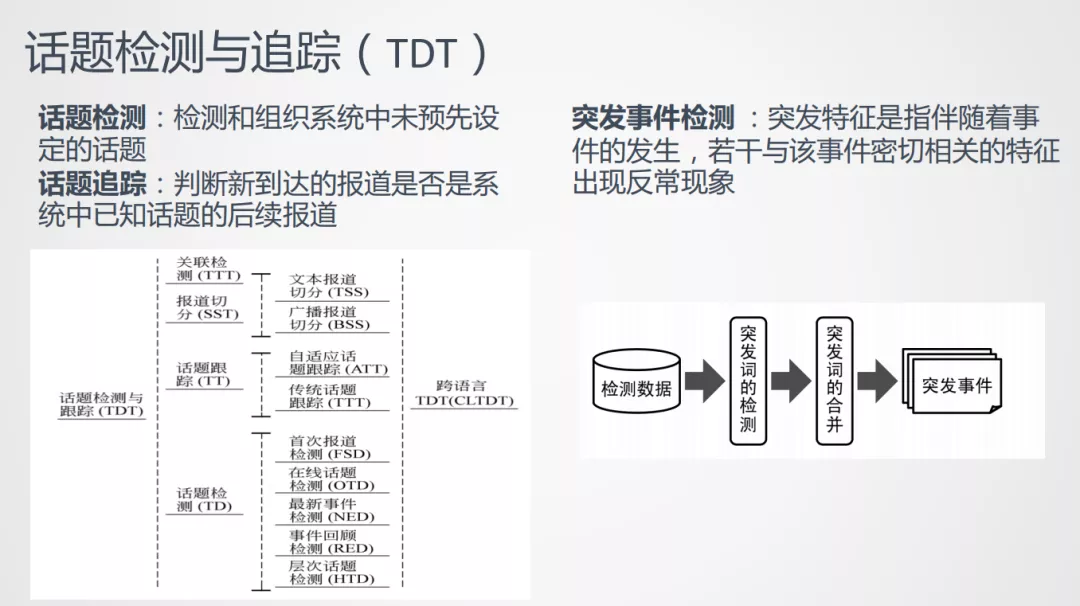 话题检测与追踪（TDT）
话题检测：检测和组织系统中未预先设
定的话题
话题追踪：判断新到达的报道是否是系
统中已知话题的后续报道
突发事件检测 ：突发特征是指伴随着事
件的发生，若干与该事件密切相关的特征
出现反常现象
话题检测与
跟踪 (TDT)
关联检
测 (TTT)
报道切
分 (SST)
话题跟
踪 (TT)
话题检
测 (TD)
文本报道
切分 (TSS)
广播报道
切分 (BSS)
自适应话
题跟踪 (ATT)
传统话题
跟踪 (TTT)
首次报道
检测 (FSD)
在线话题
检测 (OTD)
最新事件
检测 (NED)
事件回顾
检测 (RED)
层次话题
检测 (HTD)
跨语言
TDT(CLTDT)
检测数据
突发词的检测
突发词的合并
突发事件